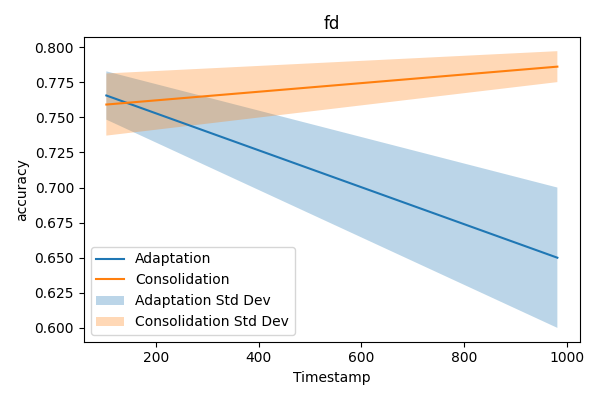 fd
0.800
0.775
0.750
0.725
0.700
0.675
0.650
0.625
0.600
accuracy
Adaptation
Consolidation
Adaptation Std Dev
Consolidation Std Dev
200 400 600 800 1000
Timestamp